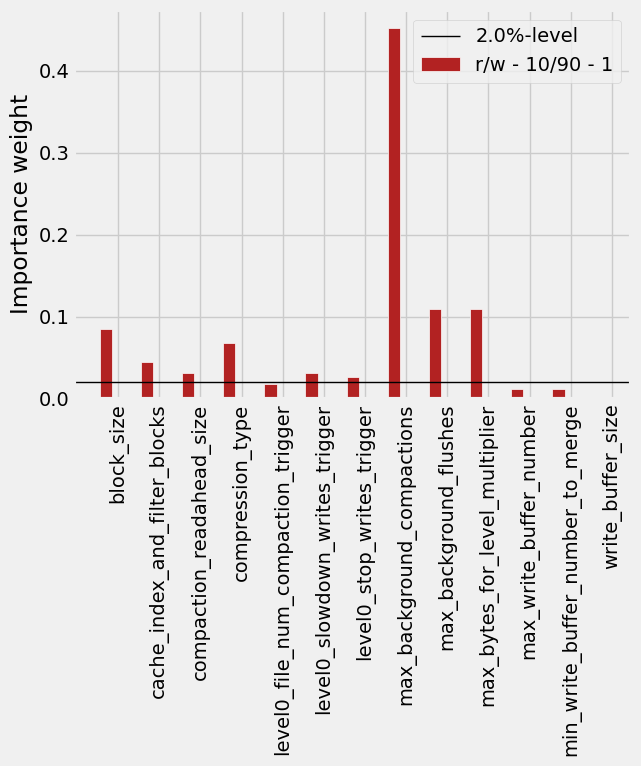 2.0%-level
r/w - 10/90 - 1
Importance weight
0.4
0.3
0.2
0.1
0.0
block_size
cache_index_and_filter_blocks
compaction_readahead_size
compression_type
level0_file_num_compaction_trigger
level0_slowdown_writes_trigger
level0_stop_writes_trigger
max_background_compactions
max_background_flushes
max_bytes_for_level_multiplier
max_write_buffer_number
min_write_buffer_number_to_merge
write_buffer_size